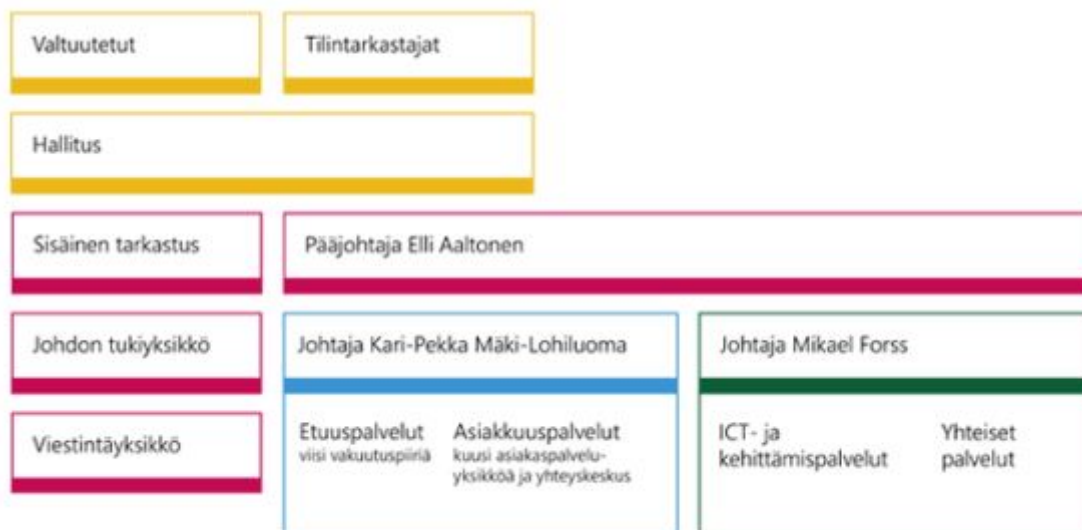 Valtuutetut
Tilintarkastajat
Hallitus
Sisäinen tarkastus
Pääjohtaja Elli Aaltonen
Johdon tukiyksikkö
Johtaja Kari-Pekka Mäki-Lohiluoma
Johtaja Mikael Forss
Viestintäyksikkö
Etuuspalvelut
viisi vakuutuspiiriä
Asiakkuuspalvelut
kuusi asiakaspalvelu-
yksikköä ja yhteyskeskus
ICT- ja
kehittämispalvelut
Yhteiset
palvelut